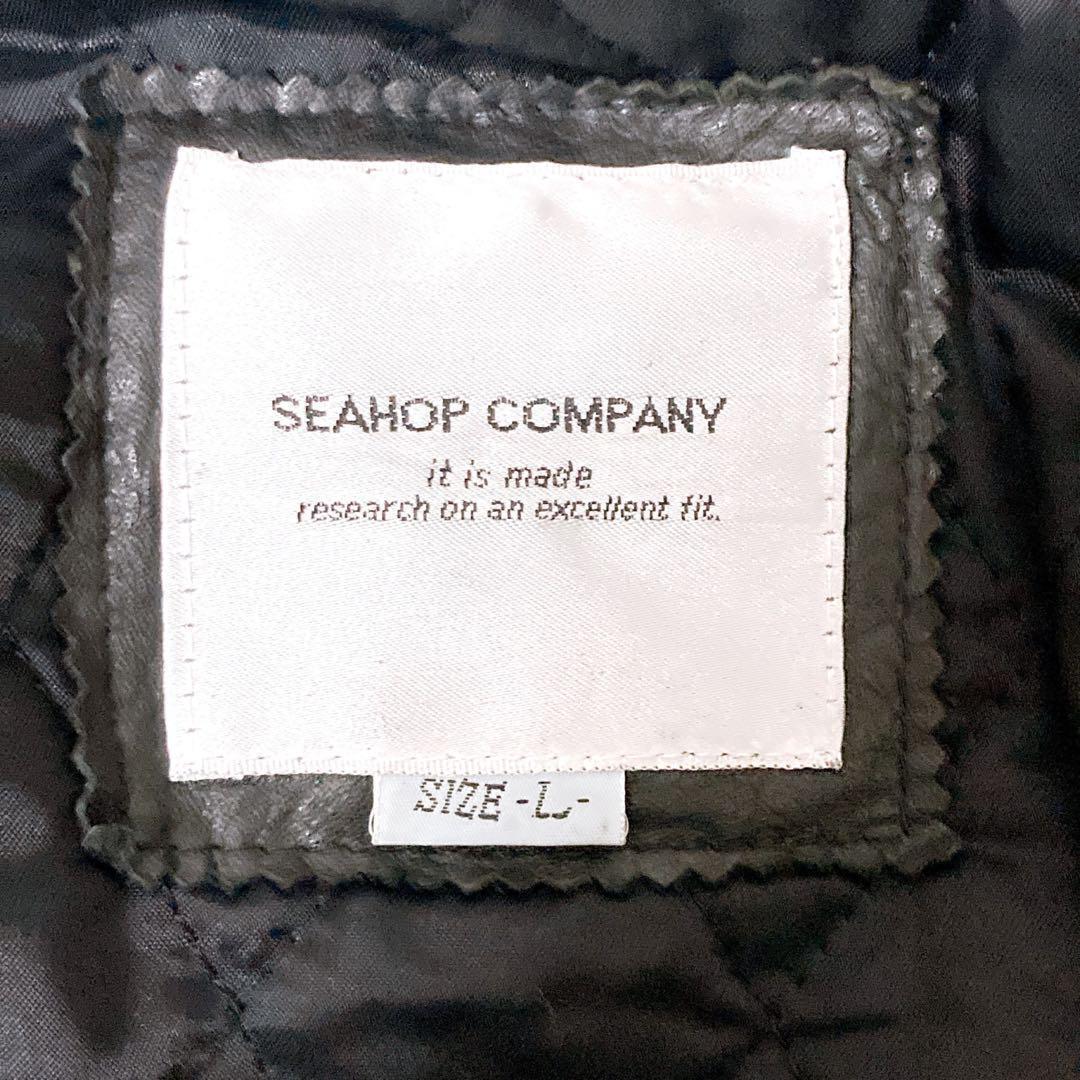 SEAHOP COMPANY
it is made
research on an excellent fit.
SIZE -L-